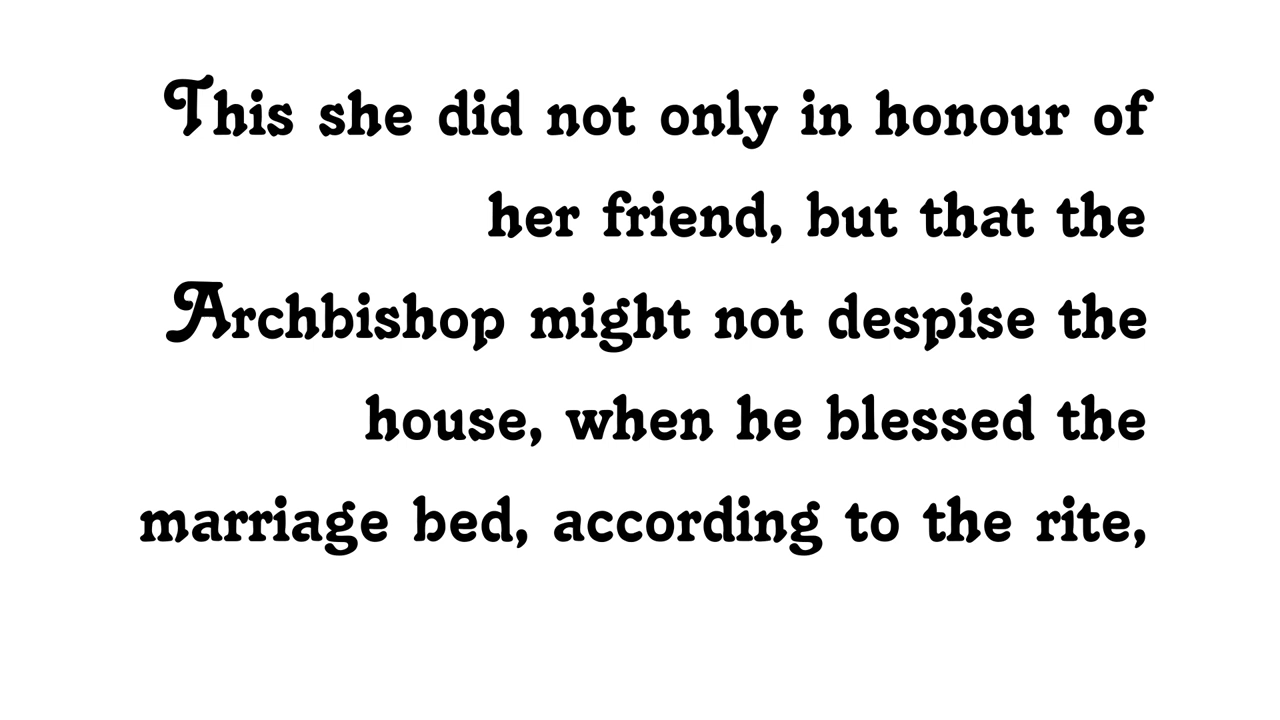 This she did not only in honour of
her friend, but that the
Archbishop might not despise the
house, when he blessed the
marriage bed, according to the rite,